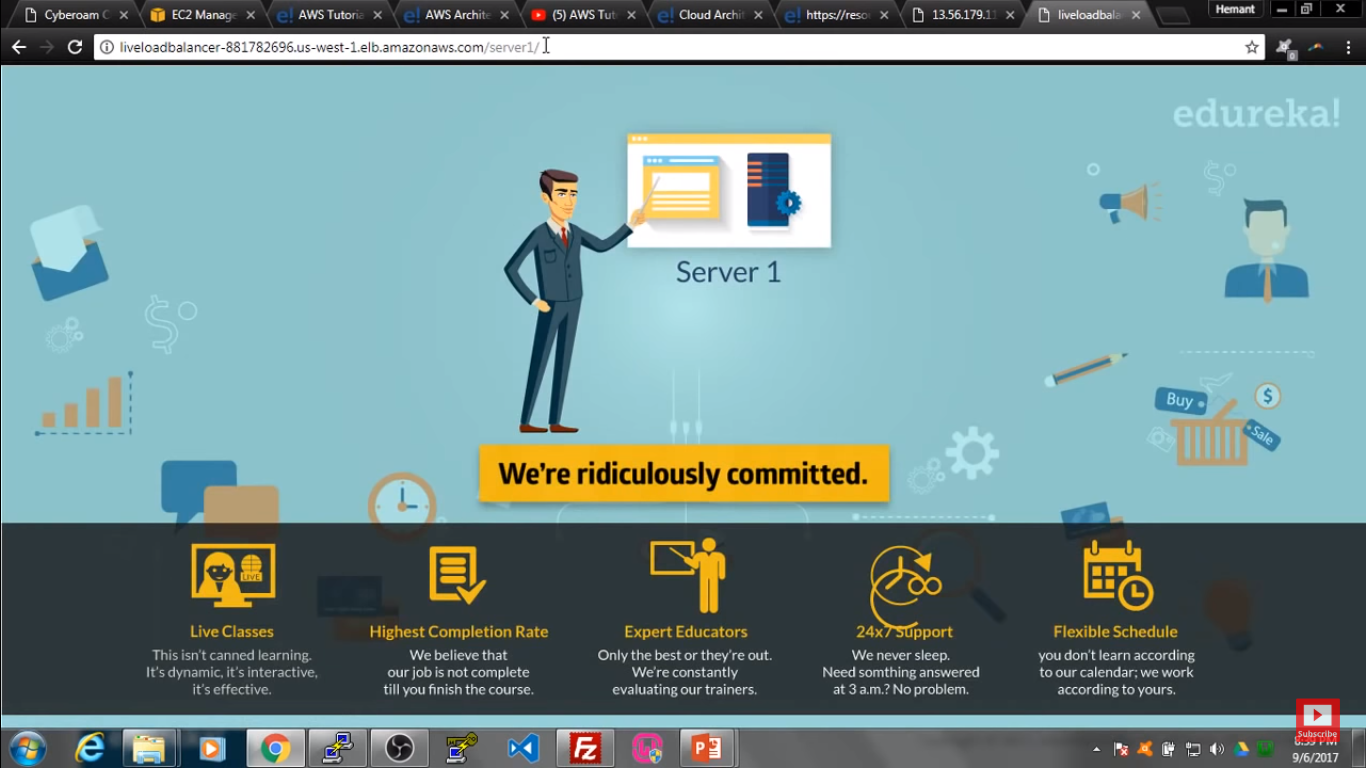 Cyberoam C
EC2 Manage
AWS Tutoria
AWS Archite
(5) AWS Tut
Cloud Archit
https://reso
13.56.179.11
liveloadbala
Hemant
liveloadbalancer-881782696.us-west-1.elb.amazonaws.com/server1/
0
edureka!
Server 1
Buy
$
Sale
We're ridiculously committed.
LIVE
Live Classes
This isn't canned learning.
It's dynamic, it's interactive,
it's effective.
Highest Completion Rate
We believe that
our job is not complete
till you finish the course.
Expert Educators
Only the best or they're out.
We're constantly
evaluating our trainers.
24x7 Support
We never sleep.
Need somthing answered
at 3 a.m.? No problem.
Flexible Schedule
you don't learn according
to our calendar; we work
according to yours.
Subscribe
9/6/2017